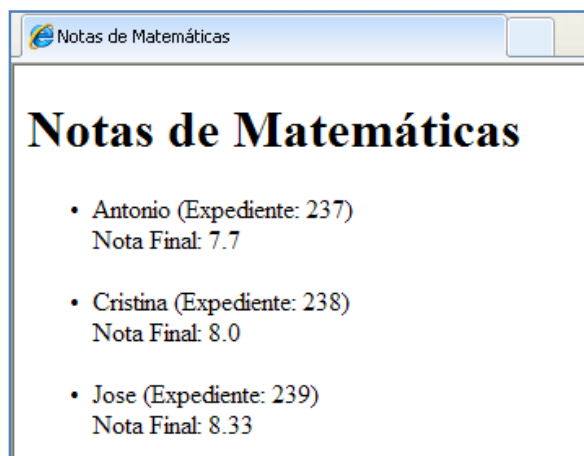 Notas de Matemáticas
Notas de Matemáticas
• Antonio (Expediente: 237)
Nota Final: 7.7
• Cristina (Expediente: 238)
Nota Final: 8.0
• Jose (Expediente: 239)
Nota Final: 8.33